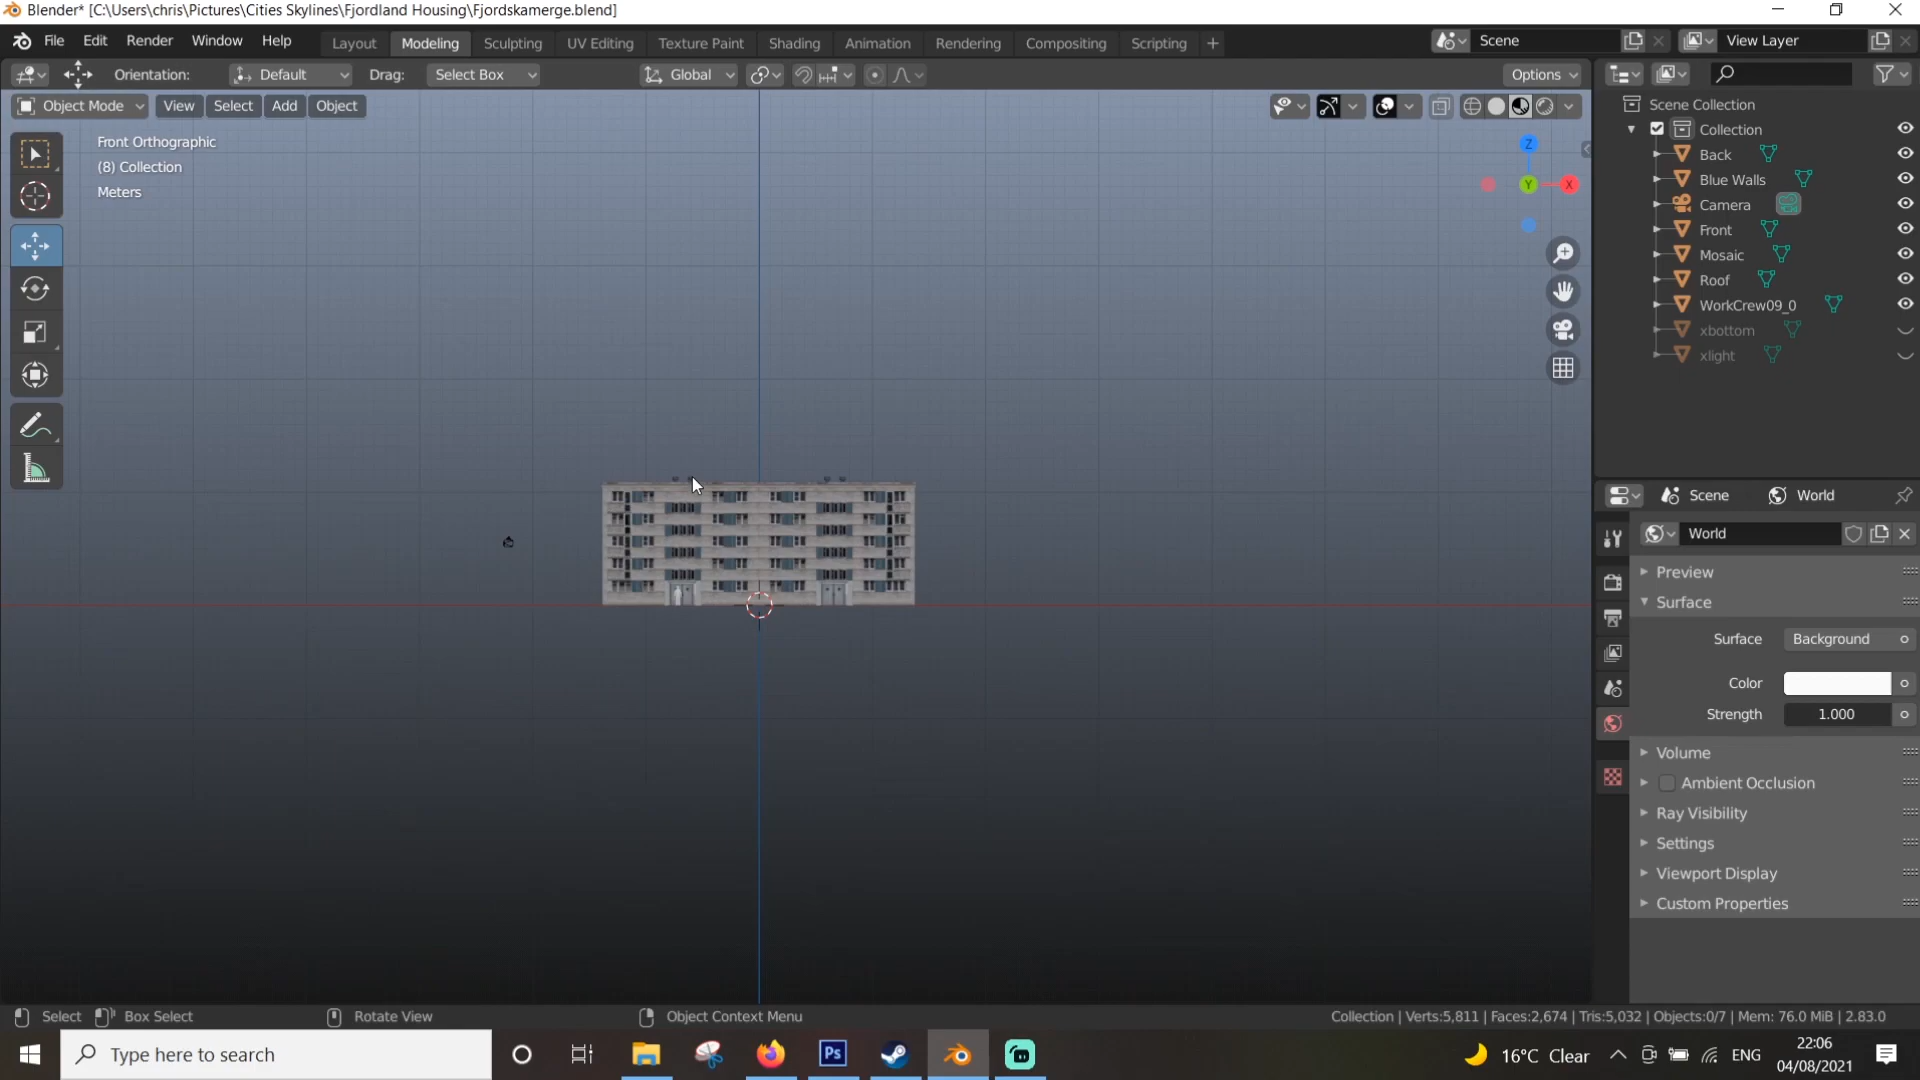 Blender* [C:\Users\chris\Pictures\Cities Skylines\Fjordland Housing\Fjordskamerge.blend]
File Edit Render Window Help Layout Modeling Sculpting UV Editing Texture Paint Shading Animation Rendering Compositing Scripting + Scene View Layer
Orientation: Default Drag: Select Box Global Options
Object Mode View Select Add Object
Front Orthographic
(8) Collection
Meters
Z
Y
X
Scene Collection
Collection
Back
Blue Walls
Camera
Front
Mosaic
Roof
WorkCrew09_0
xbottom
xlight
Scene World
World
Preview
Surface
Surface Background
Color
Strength 1.000
Volume
Ambient Occlusion
Ray Visibility
Settings
Viewport Display
Custom Properties
Select Box Select Rotate View Object Context Menu Collection | Verts:5,811 | Faces:2,674 | Tris:5,032 | Objects:0/7 | Mem: 76.0 MiB | 2.83.0
Type here to search Ps 16°C Clear ENG 22:06
04/08/2021